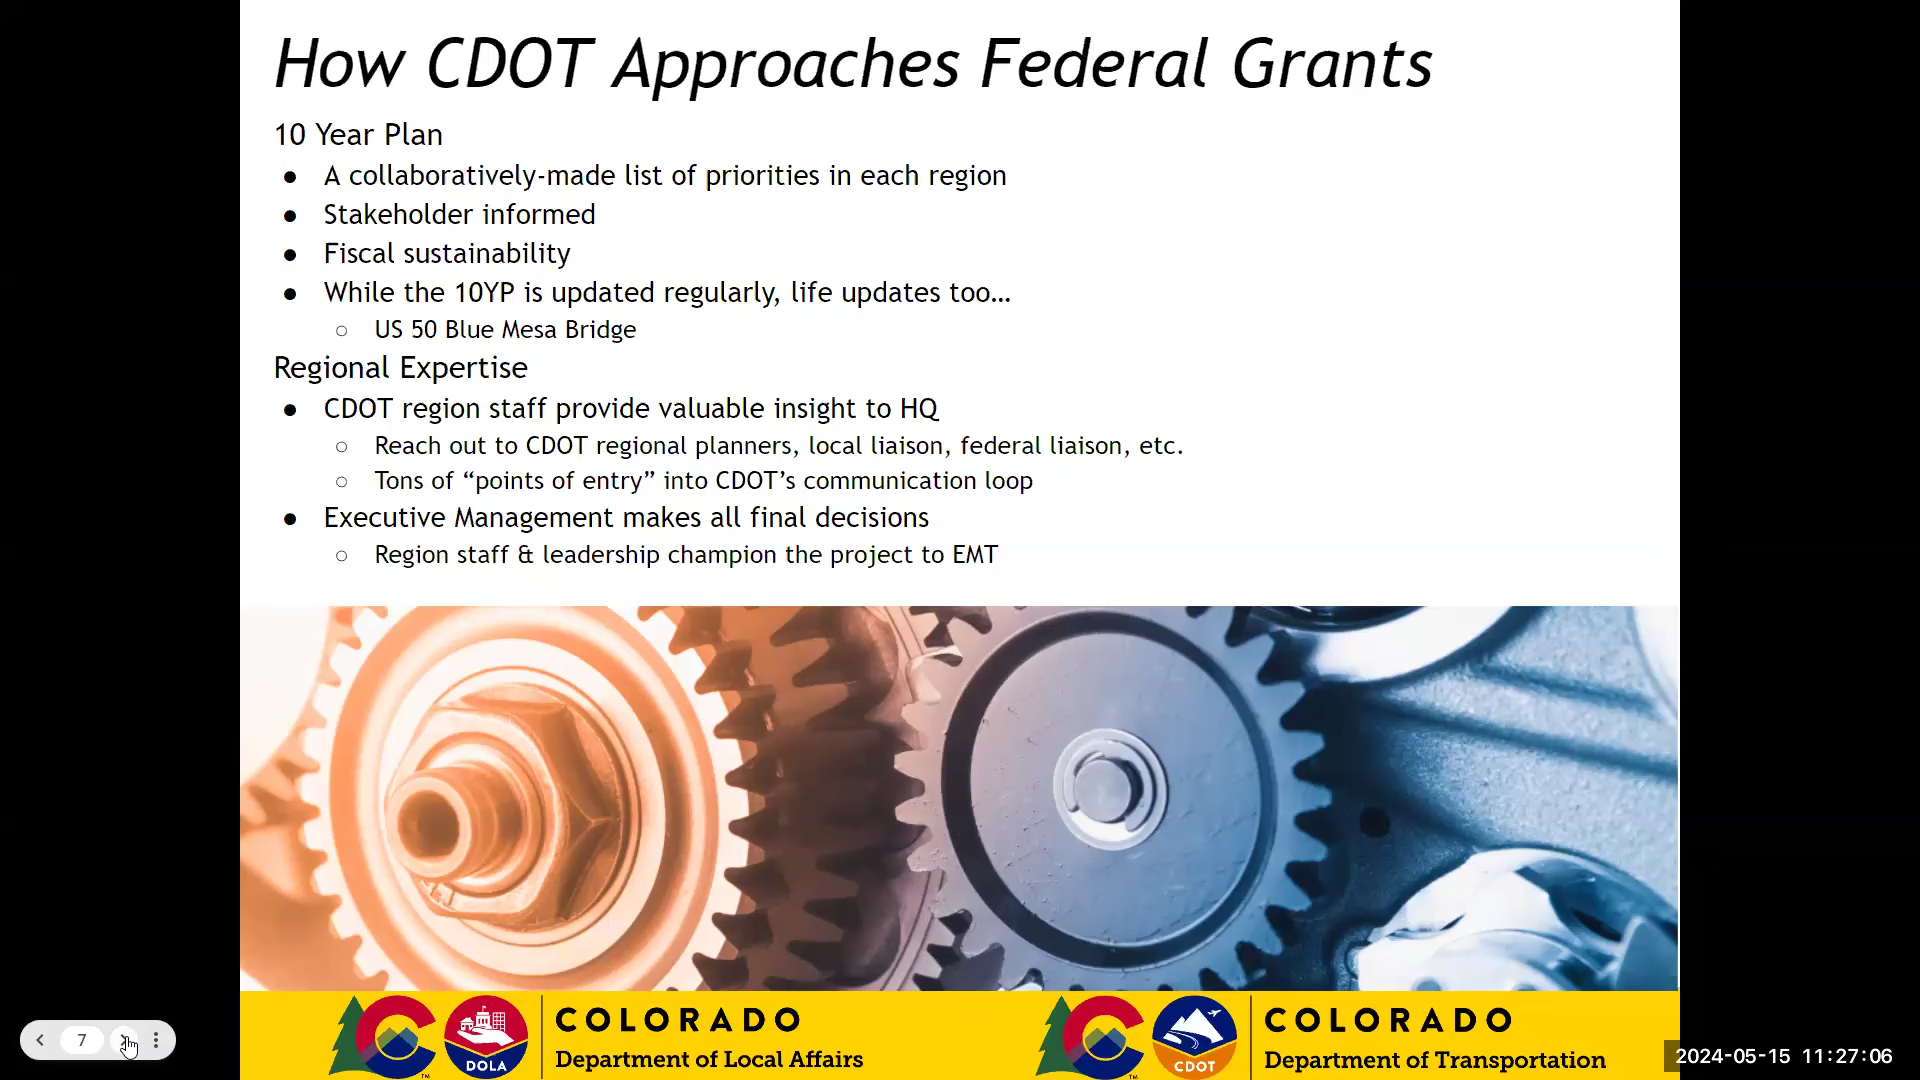 How CDOT Approaches Federal Grants
10 Year Plan
● A collaboratively-made list of priorities in each region
● Stakeholder informed
● Fiscal sustainability
● While the 10YP is updated regularly, life updates too…
○ US 50 Blue Mesa Bridge
Regional Expertise
● CDOT region staff provide valuable insight to HQ
○ Reach out to CDOT regional planners, local liaison, federal liaison, etc.
○ Tons of “points of entry” into CDOT’s communication loop
● Executive Management makes all final decisions
○ Region staff & leadership champion the project to EMT
DOLA
TM
COLORADO
Department of Local Affairs
CDOT
TM
COLORADO
Department of Transportation
7
2024-05-15 11:27:06